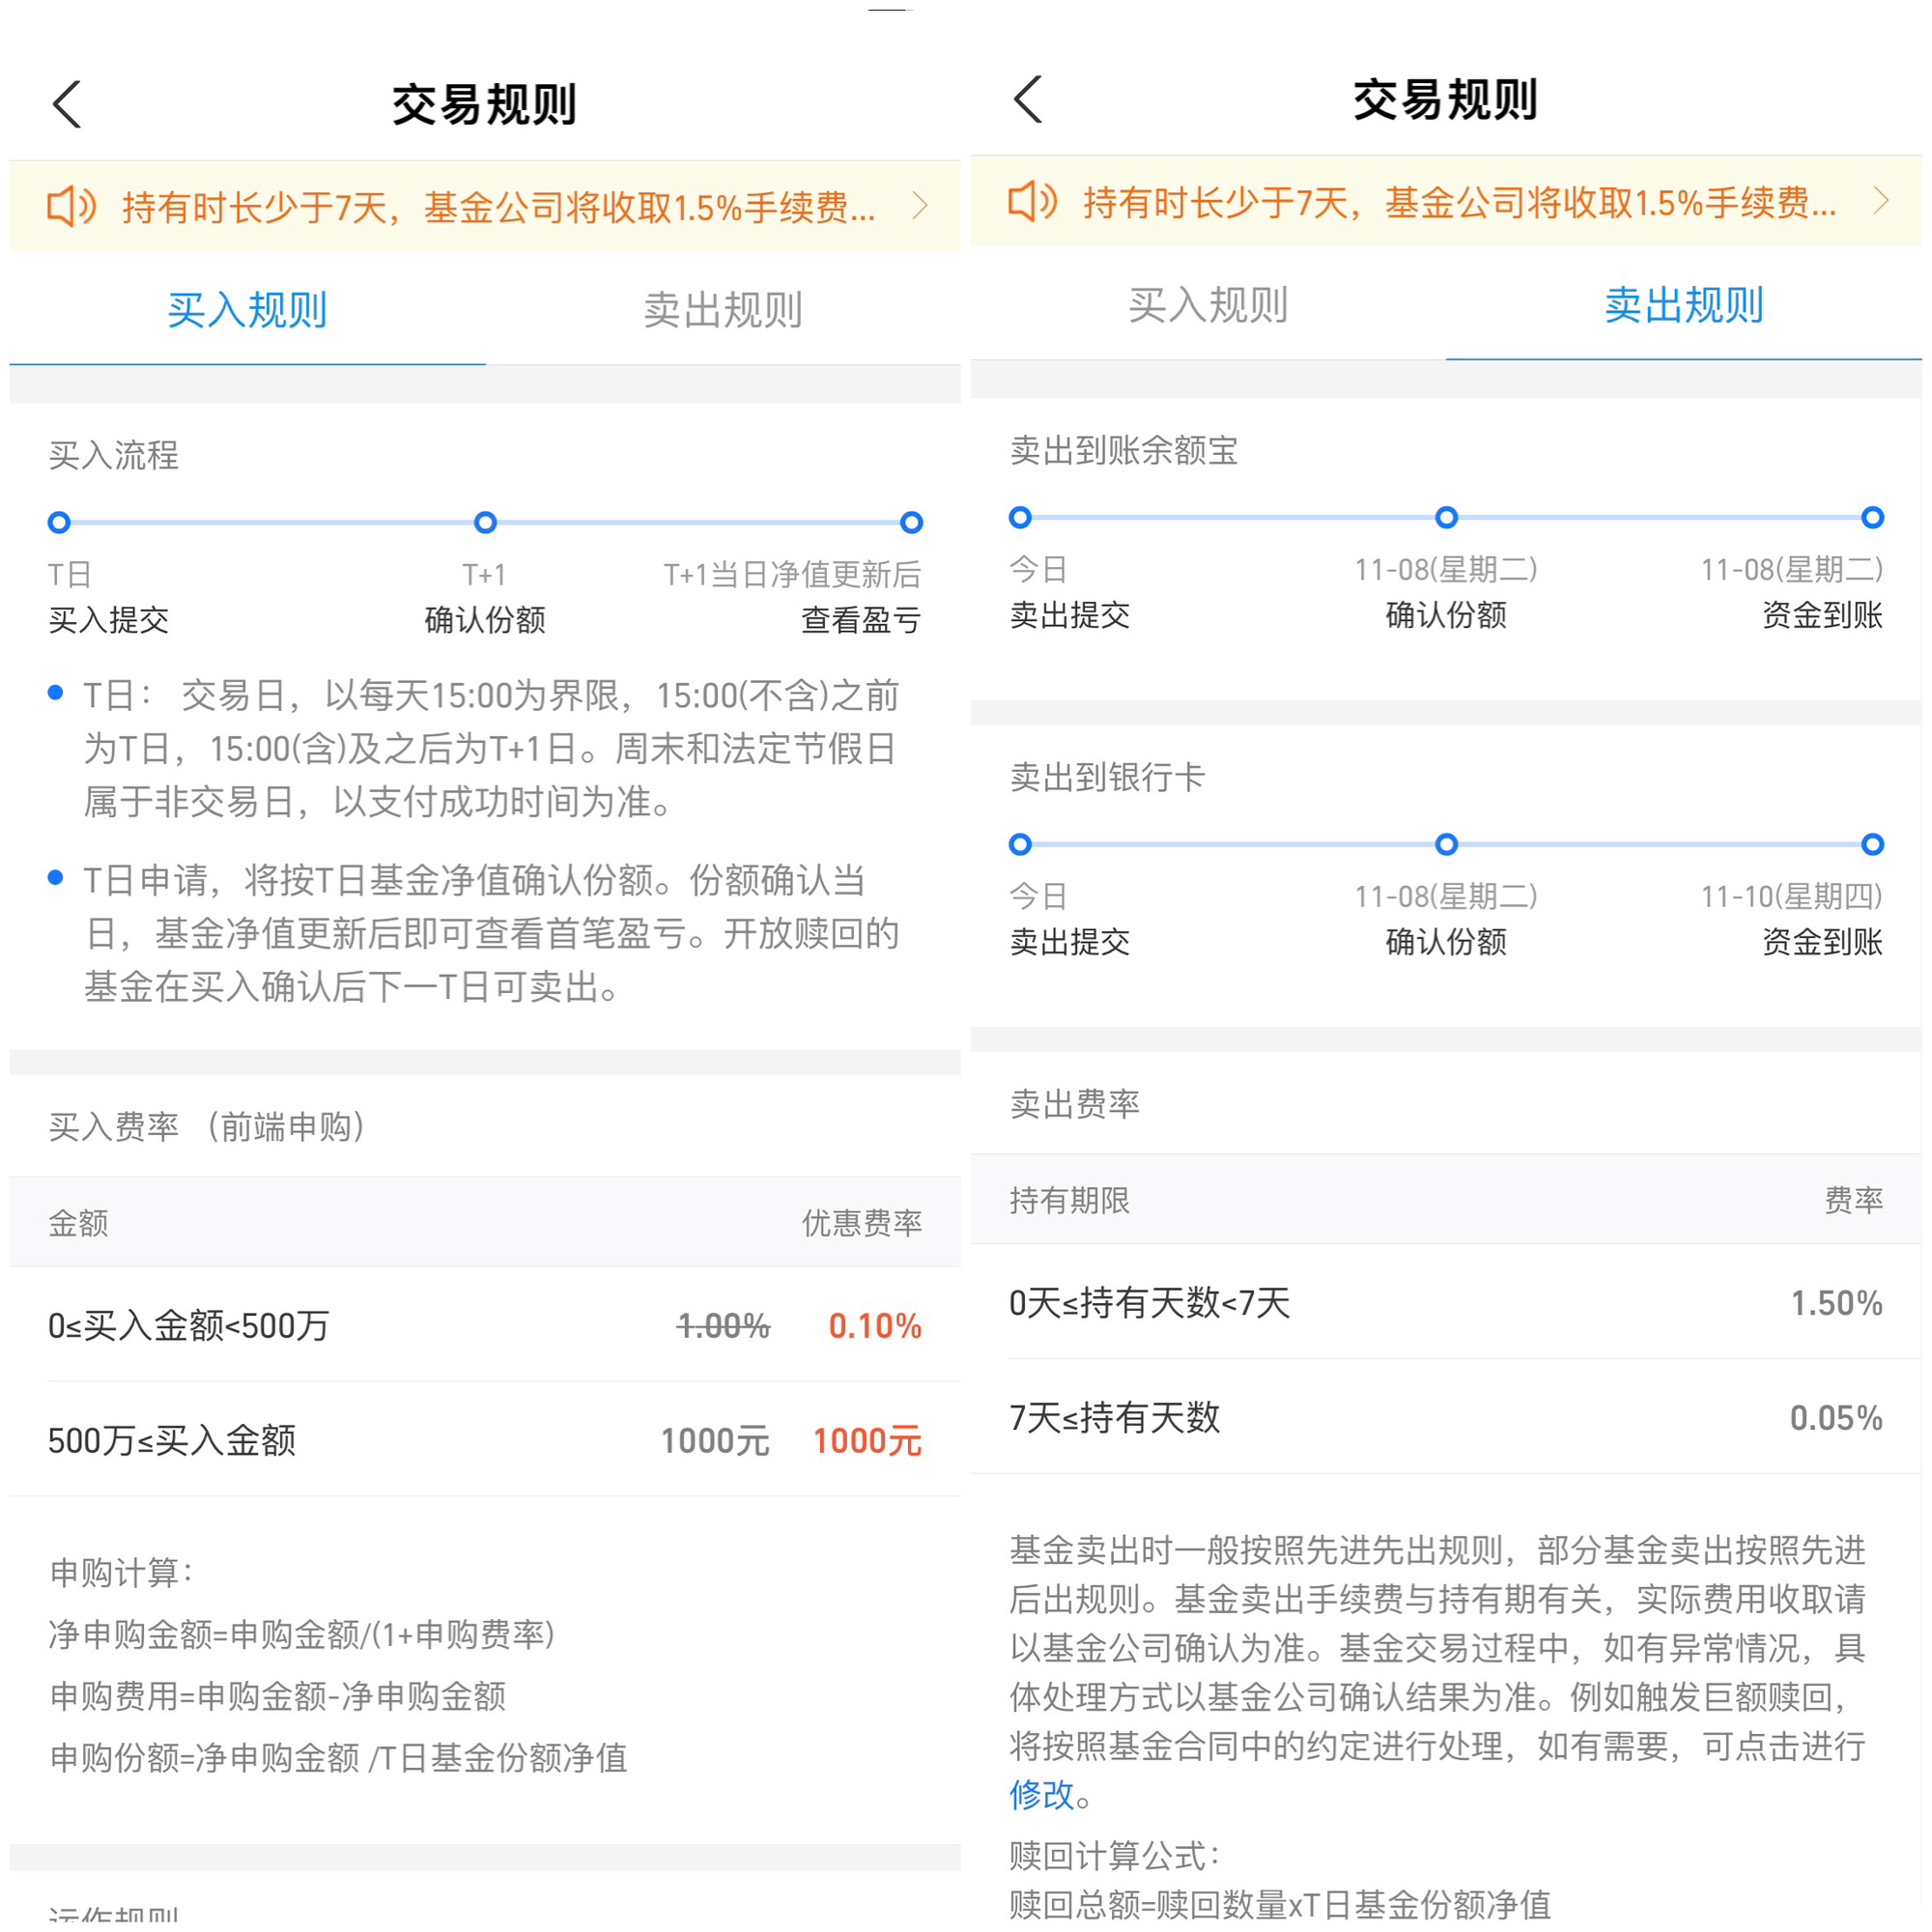 交易规则
持有时长少于7天，基金公司将收取1.5%手续费...
买入规则 卖出规则
买入流程
T日 T+1 T+1当日净值更新后
买入提交 确认份额 查看盈亏
T日： 交易日，以每天15:00为界限，15:00(不含)之前
为T日，15:00(含)及之后为T+1日。周末和法定节假日
属于非交易日，以支付成功时间为准。
T日申请，将按T日基金净值确认份额。份额确认当
日，基金净值更新后即可查看首笔盈亏。开放赎回的
基金在买入确认后下一T日可卖出。
买入费率 （前端申购）
金额 优惠费率
0≤买入金额<500万 1.00% 0.10%
500万≤买入金额 1000元 1000元
申购计算：
净申购金额=申购金额/(1+申购费率)
申购费用=申购金额-净申购金额
申购份额=净申购金额 /T日基金份额净值
运作规则
交易规则
持有时长少于7天，基金公司将收取1.5%手续费...
买入规则 卖出规则
卖出到账余额宝
今日 11-08(星期二) 11-08(星期二)
卖出提交 确认份额 资金到账
卖出到银行卡
今日 11-08(星期二) 11-10(星期四)
卖出提交 确认份额 资金到账
卖出费率
持有期限 费率
0天≤持有天数<7天 1.50%
7天≤持有天数 0.05%
基金卖出时一般按照先进先出规则，部分基金卖出按照先进
后出规则。基金卖出手续费与持有期有关，实际费用收取请
以基金公司确认为准。基金交易过程中，如有异常情况，具
体处理方式以基金公司确认结果为准。例如触发巨额赎回，
将按照基金合同中的约定进行处理，如有需要，可点击进行
修改。
赎回计算公式：
赎回总额=赎回数量xT日基金份额净值